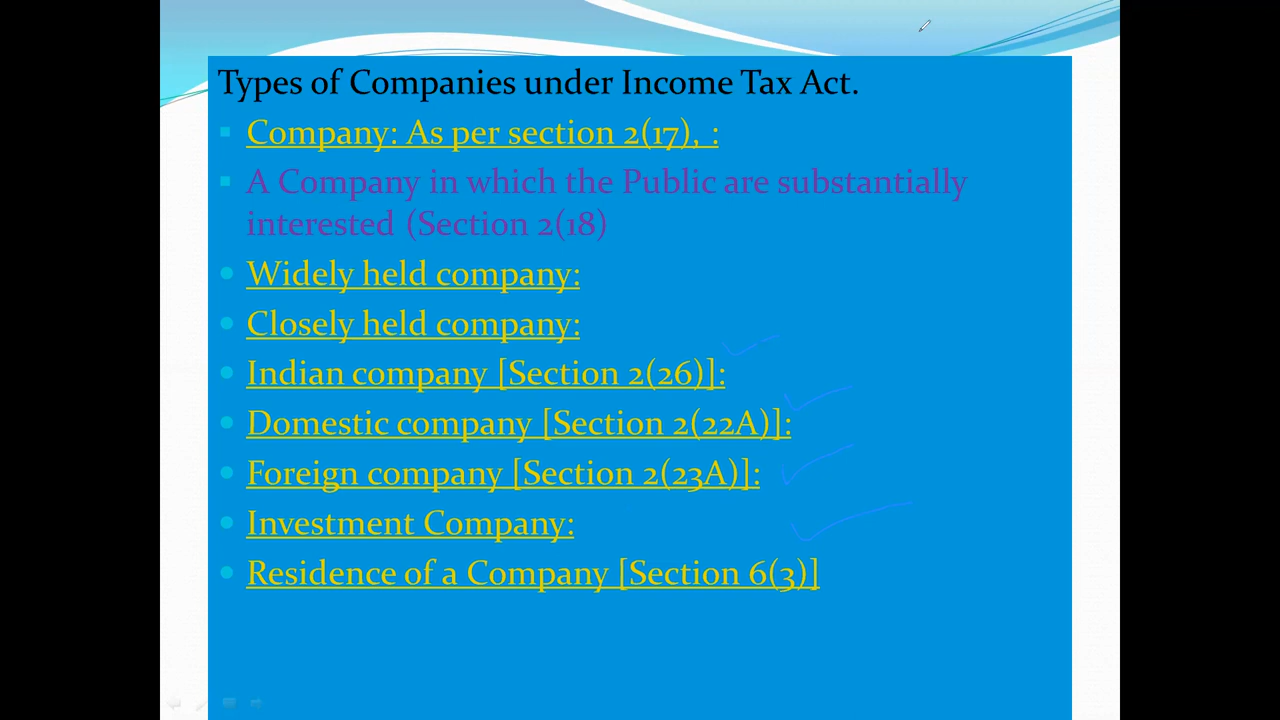 Types of Companies under Income Tax Act.
Company: As per section 2(17), :
A Company in which the Public are substantially
interested (Section 2(18)
Widely held company:
Closely held company:
Indian company [Section 2(26)]:
Domestic company [Section 2(22A)]:
Foreign company [Section 2(23A)]:
Investment Company:
Residence of a Company [Section 6(3)]